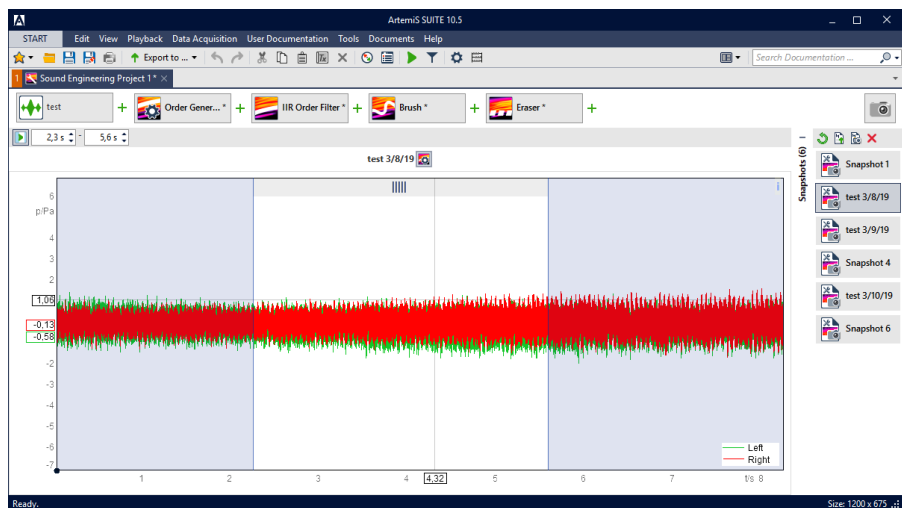 ArtemiS SUITE 10.5
START Edit View Playback Data Acquisition User Documentation Tools Documents Help
Export to ... Search Documentation ...
1 Sound Engineering Project 1*
test + Order Gener... * + IIR Order Filter * + Brush * + Eraser * +
2,3 s - 5,6 s
test 3/8/19
Snapshots (6)
Snapshot 1
test 3/8/19
test 3/9/19
Snapshot 4
test 3/10/19
Snapshot 6
6
p/Pa
4
3
2
1,06
-0,13
-0,58
-2
-3
-4
-5
-6
-7
Left
Right
1 2 3 4 4,32 5 6 7 t/s 8
Ready. Size: 1200 x 675